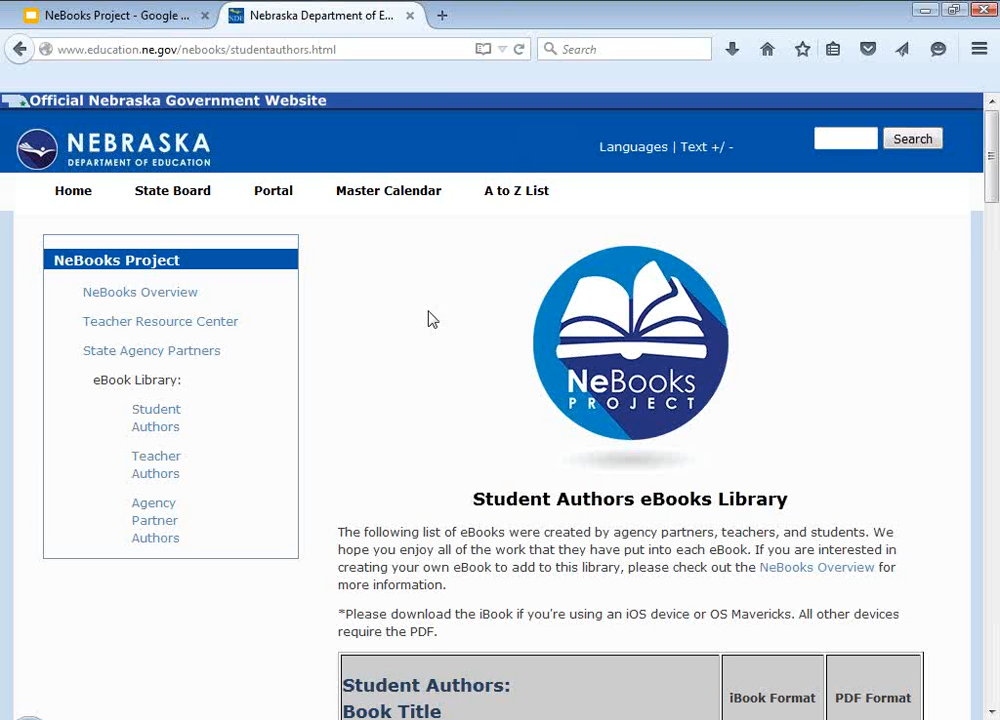 NeBooks Project - Google ...
Nebraska Department of E...
www.education.ne.gov/nebooks/studentauthors.html
Search
Official Nebraska Government Website
NEBRASKA
DEPARTMENT OF EDUCATION
Languages | Text +/ -
Search
Home State Board Portal Master Calendar A to Z List
NeBooks Project
NeBooks Overview
Teacher Resource Center
State Agency Partners
eBook Library:
Student
Authors
Teacher
Authors
Agency
Partner
Authors
NeBooks
PROJECT
Student Authors eBooks Library
The following list of eBooks were created by agency partners, teachers, and students. We
hope you enjoy all of the work that they have put into each eBook. If you are interested in
creating your own eBook to add to this library, please check out the NeBooks Overview for
more information.
*Please download the iBook if you're using an iOS device or OS Mavericks. All other devices
require the PDF.
Student Authors:
Book Title
iBook Format
PDF Format